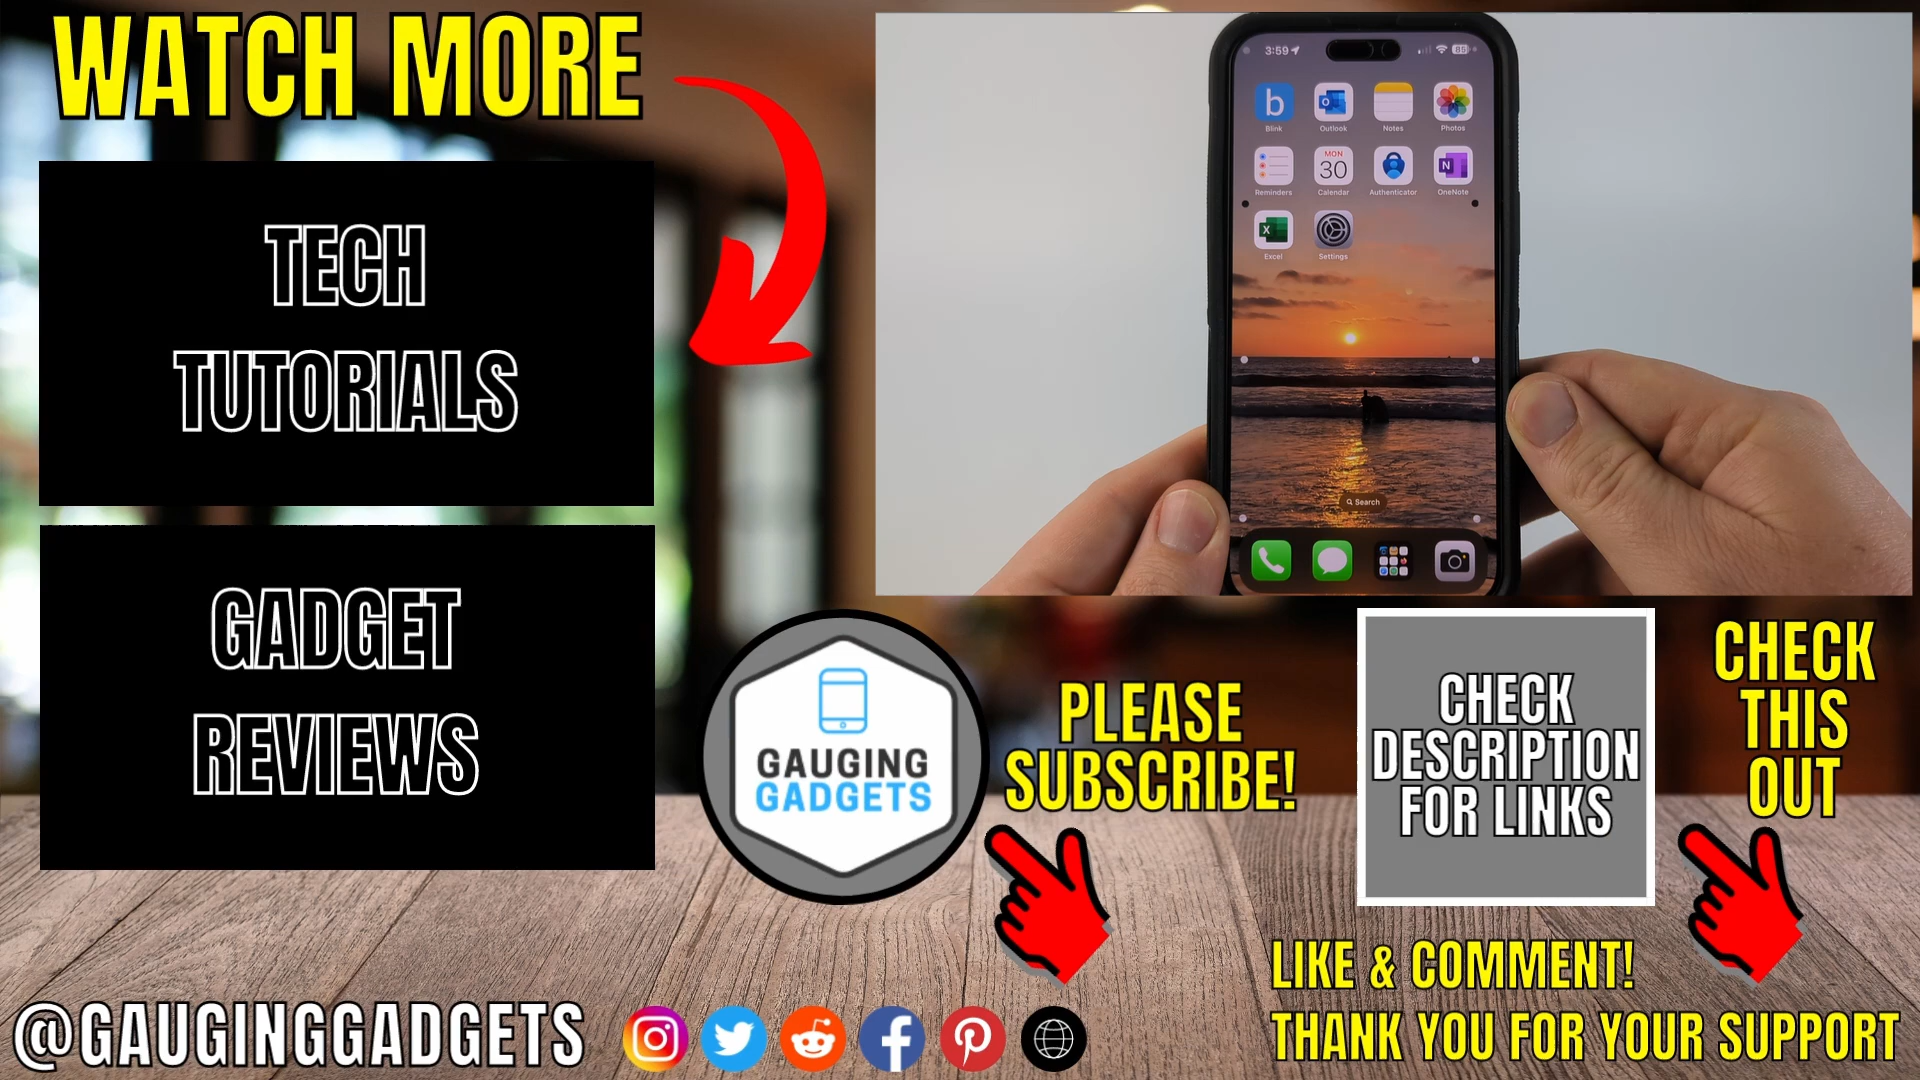 WATCH MORE
TECH
TUTORIALS
GADGET
REVIEWS
3:59
85
Blink
Outlook
Notes
Photos
MON
30
Reminders
Calendar
Authenticator
OneNote
Excel
Settings
Search
GAUGING
GADGETS
PLEASE
SUBSCRIBE!
CHECK
DESCRIPTION
FOR LINKS
CHECK
THIS
OUT
LIKE & COMMENT!
THANK YOU FOR YOUR SUPPORT
@GAUGINGGADGETS